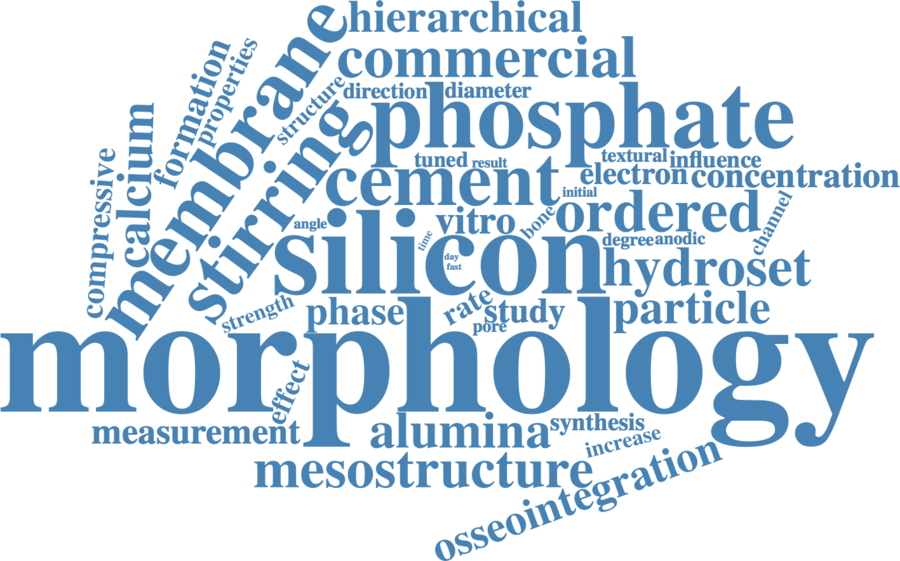 hierarchical
commercial
membrane
formation
properties
structure
direction
diameter
phosphate
stirring
calcium
compressive
tuned
result
textural
influence
cement
electron
concentration
initial
ordered
channel
vitro
bone
angle
time
degree
anodic
silicon
day
fast
hydroset
strength
phase
rate
study
particle
pore
morphology
effect
measurement
alumina
synthesis
increase
mesostructure
osseointegration